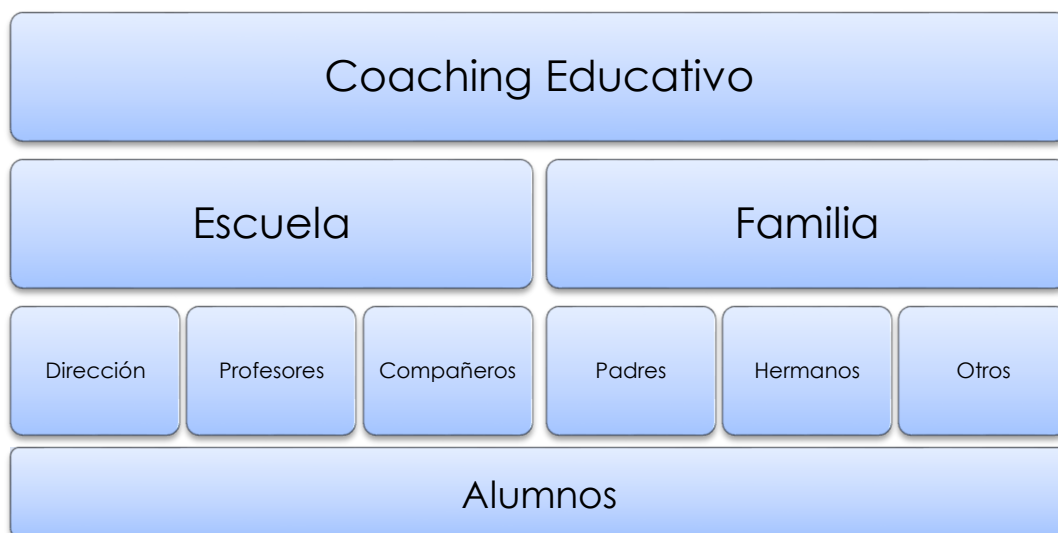 Coaching Educativo
Escuela
Familia
Dirección
Profesores
Compañeros
Padres
Hermanos
Otros
Alumnos